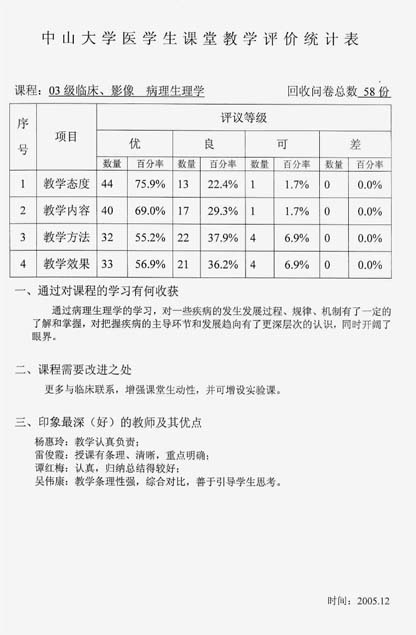 中山大学医学生课堂教学评价统计表
课程：03级临床、影像 病理生理学 回收问卷总数 58 份
序号 项目 评议等级
优 良 可 差
数量 百分率 数量 百分率 数量 百分率 数量 百分率
1 教学态度 44 75.9% 13 22.4% 1 1.7% 0 0.0%
2 教学内容 40 69.0% 17 29.3% 1 1.7% 0 0.0%
3 教学方法 32 55.2% 22 37.9% 4 6.9% 0 0.0%
4 教学效果 33 56.9% 21 36.2% 4 6.9% 0 0.0%
一、通过对课程的学习有何收获
通过病理生理学的学习，对一些疾病的发生发展过程、规律、机制有了一定的
了解和掌握，对把握疾病的主导环节和发展趋向有了更深层次的认识，同时开阔了
眼界。
二、课程需要改进之处
更多与临床联系，增强课堂生动性，并可增设实验课。
三、印象最深（好）的教师及其优点
杨惠玲：教学认真负责；
雷俊霞：授课有条理、清晰，重点明确；
谭红梅：认真，归纳总结得较好；
吴伟康：教学条理性强，综合对比，善于引导学生思考。
时间：2005.12